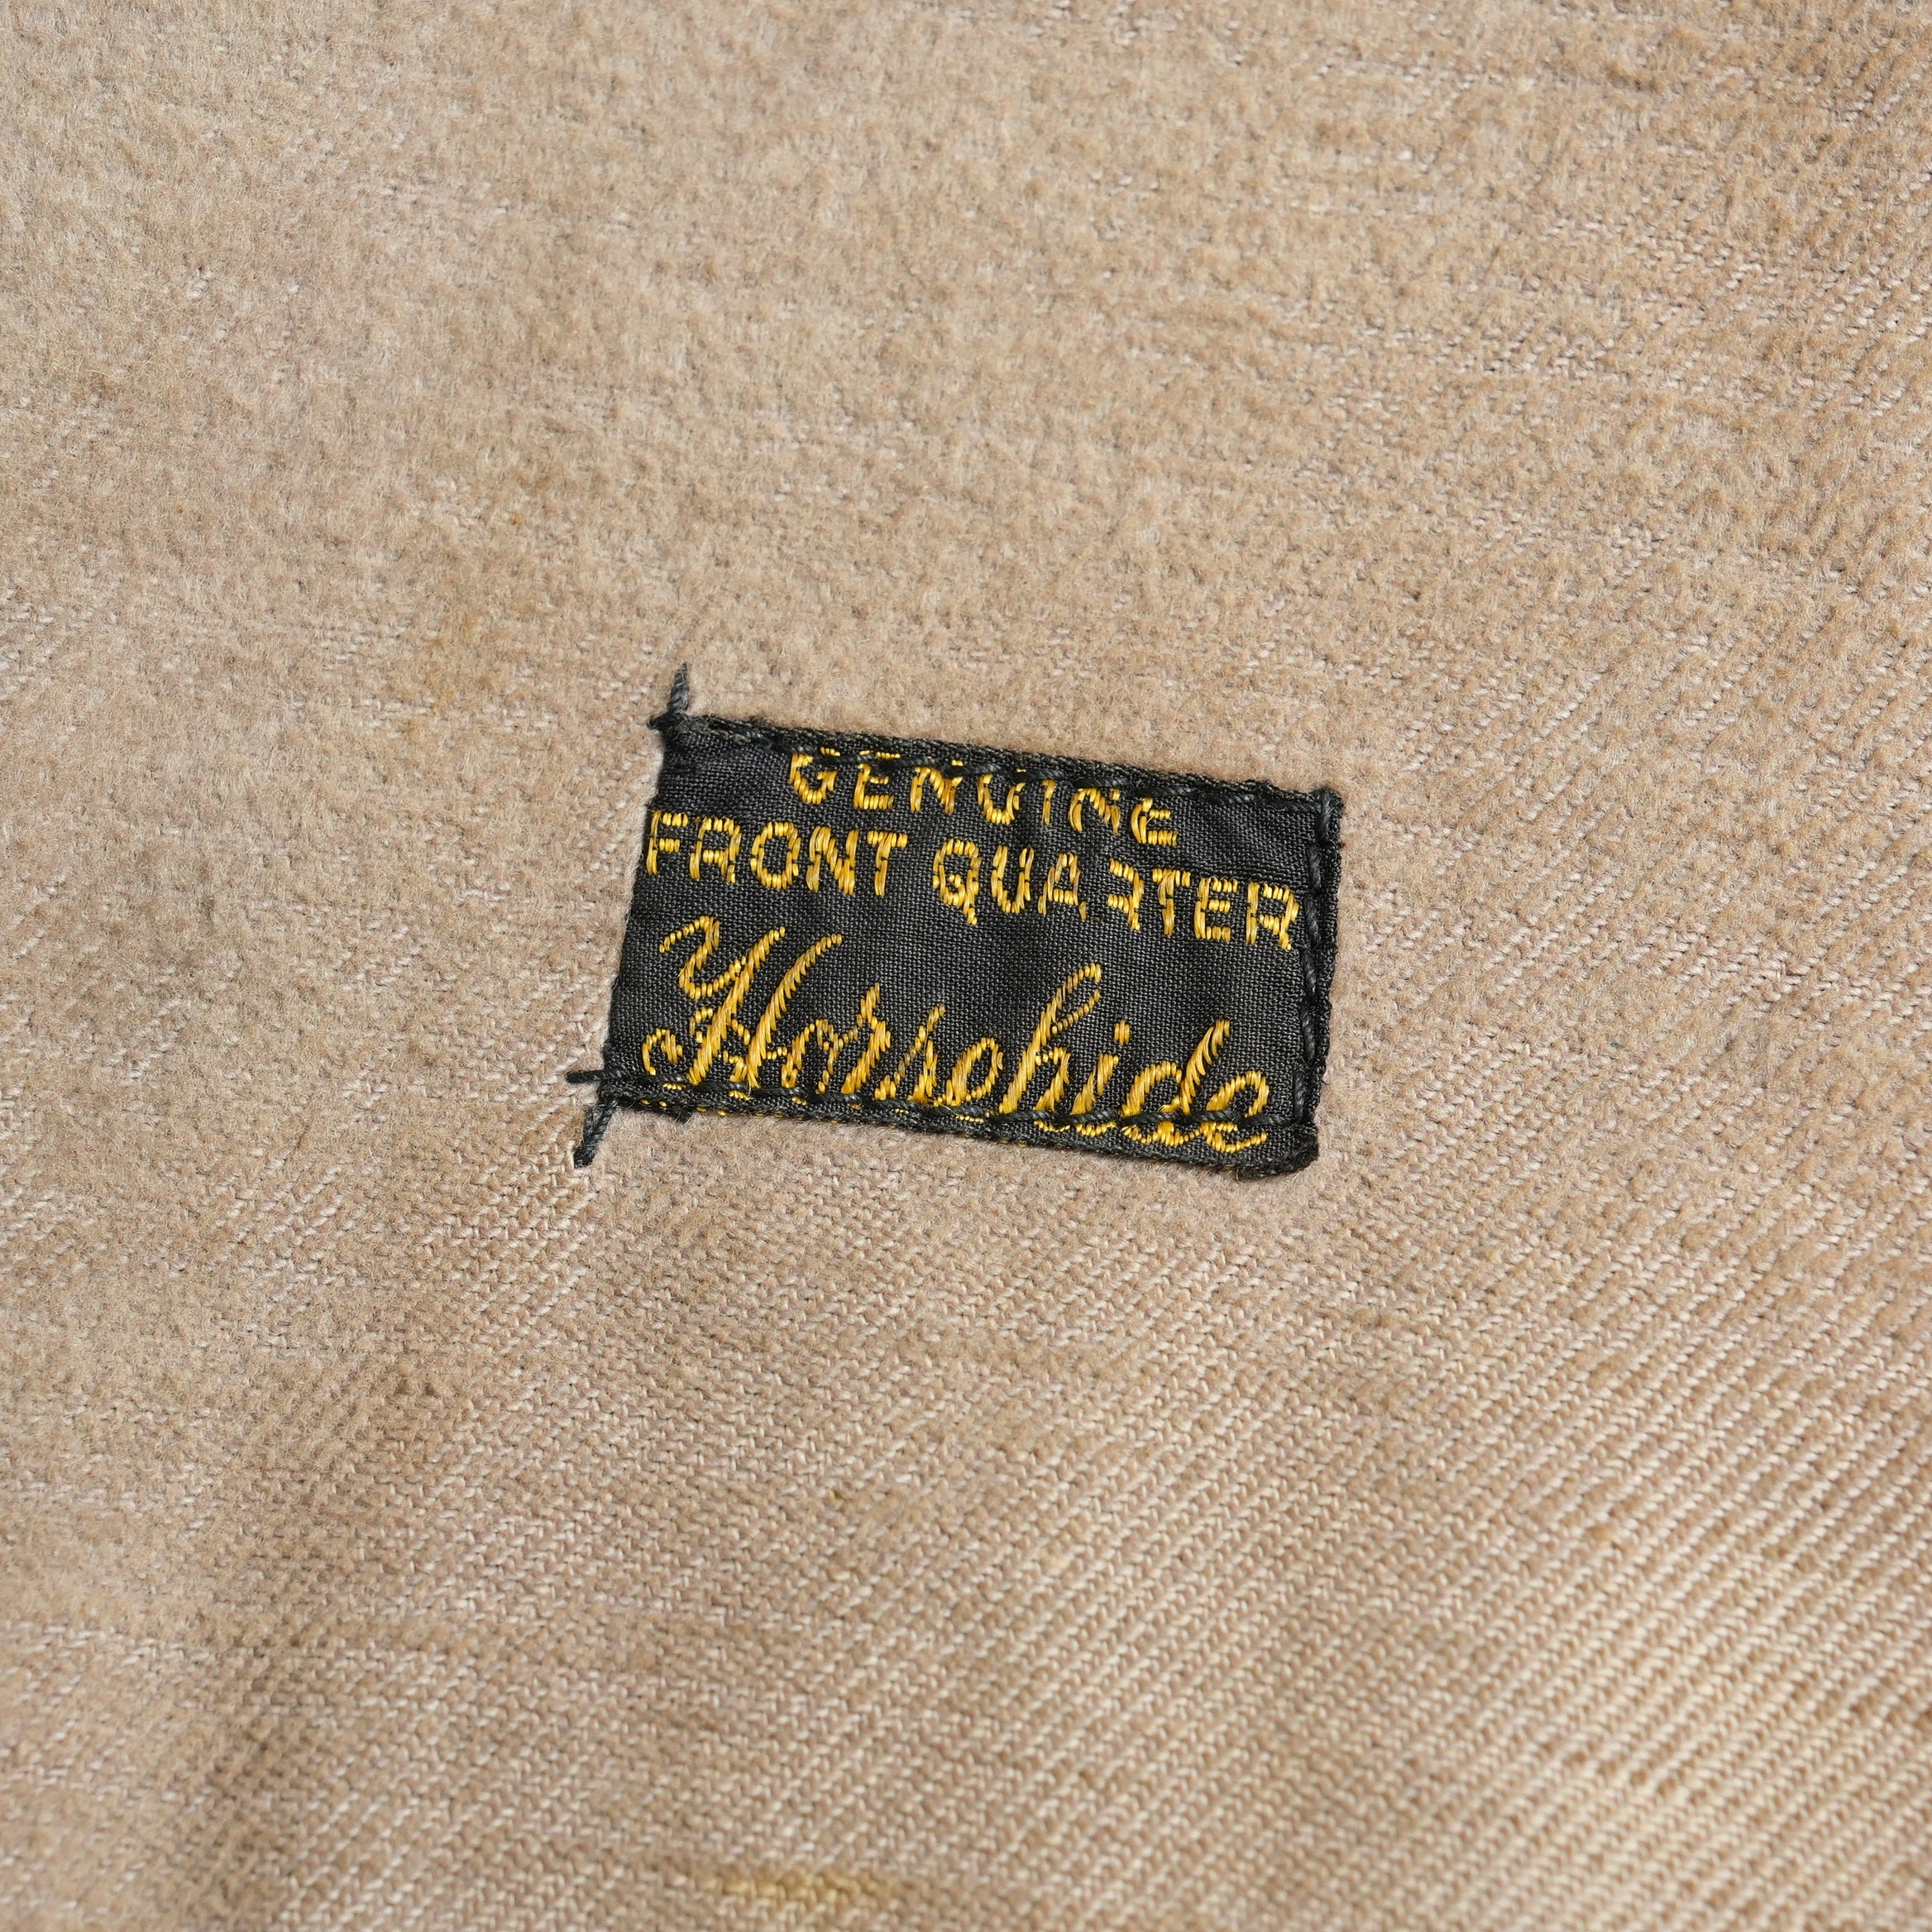 GENUINE
FRONT QUARTER
Horsehide